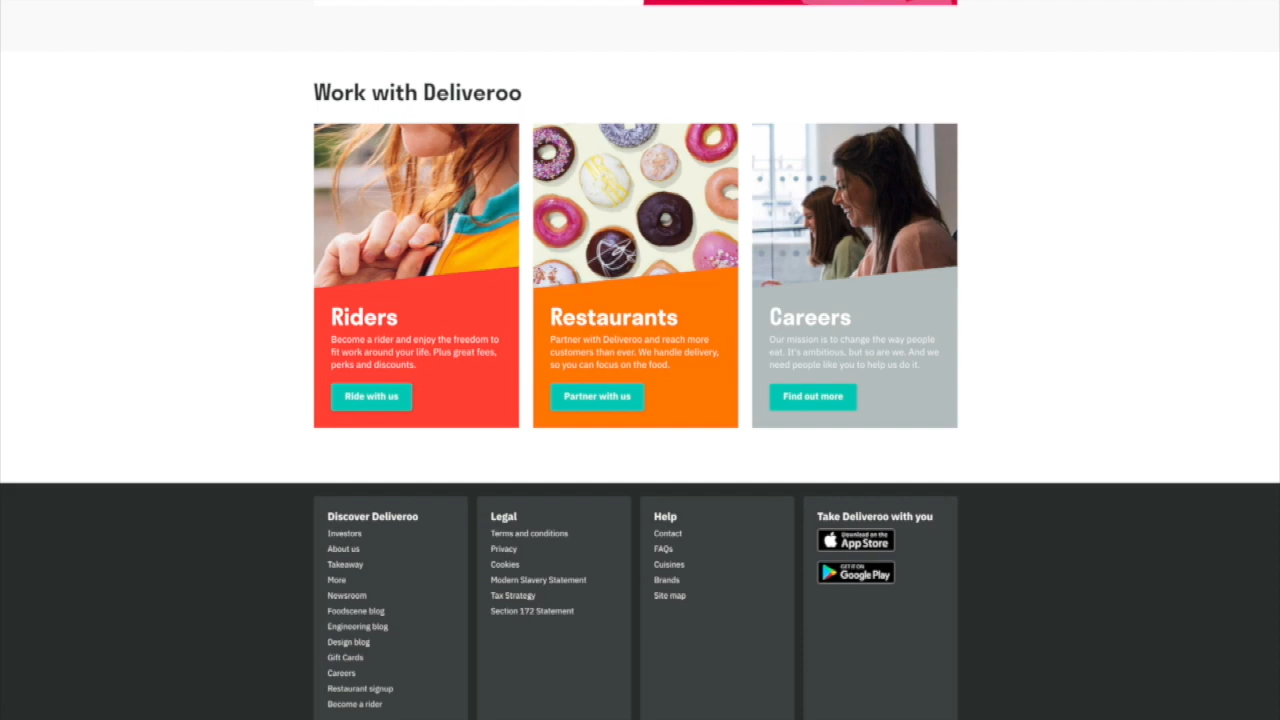 Work with Deliveroo
Riders
Become a rider and enjoy the freedom to
fit work around your life. Plus great fees,
perks and discounts.
Ride with us
Restaurants
Partner with Deliveroo and reach more
customers than ever. We handle delivery,
so you can focus on the food.
Partner with us
Careers
Our mission is to change the way people
eat. It's ambitious, but so are we. And we
need people like you to help us do it.
Find out more
Discover Deliveroo
Investors
About us
Takeaway
More
Newsroom
Foodscene blog
Engineering blog
Design blog
Gift Cards
Careers
Restaurant signup
Become a rider
Legal
Terms and conditions
Privacy
Cookies
Modern Slavery Statement
Tax Strategy
Section 172 Statement
Help
Contact
FAQs
Cuisines
Brands
Site map
Take Deliveroo with you
Download on the
App Store
GET IT ON
Google Play